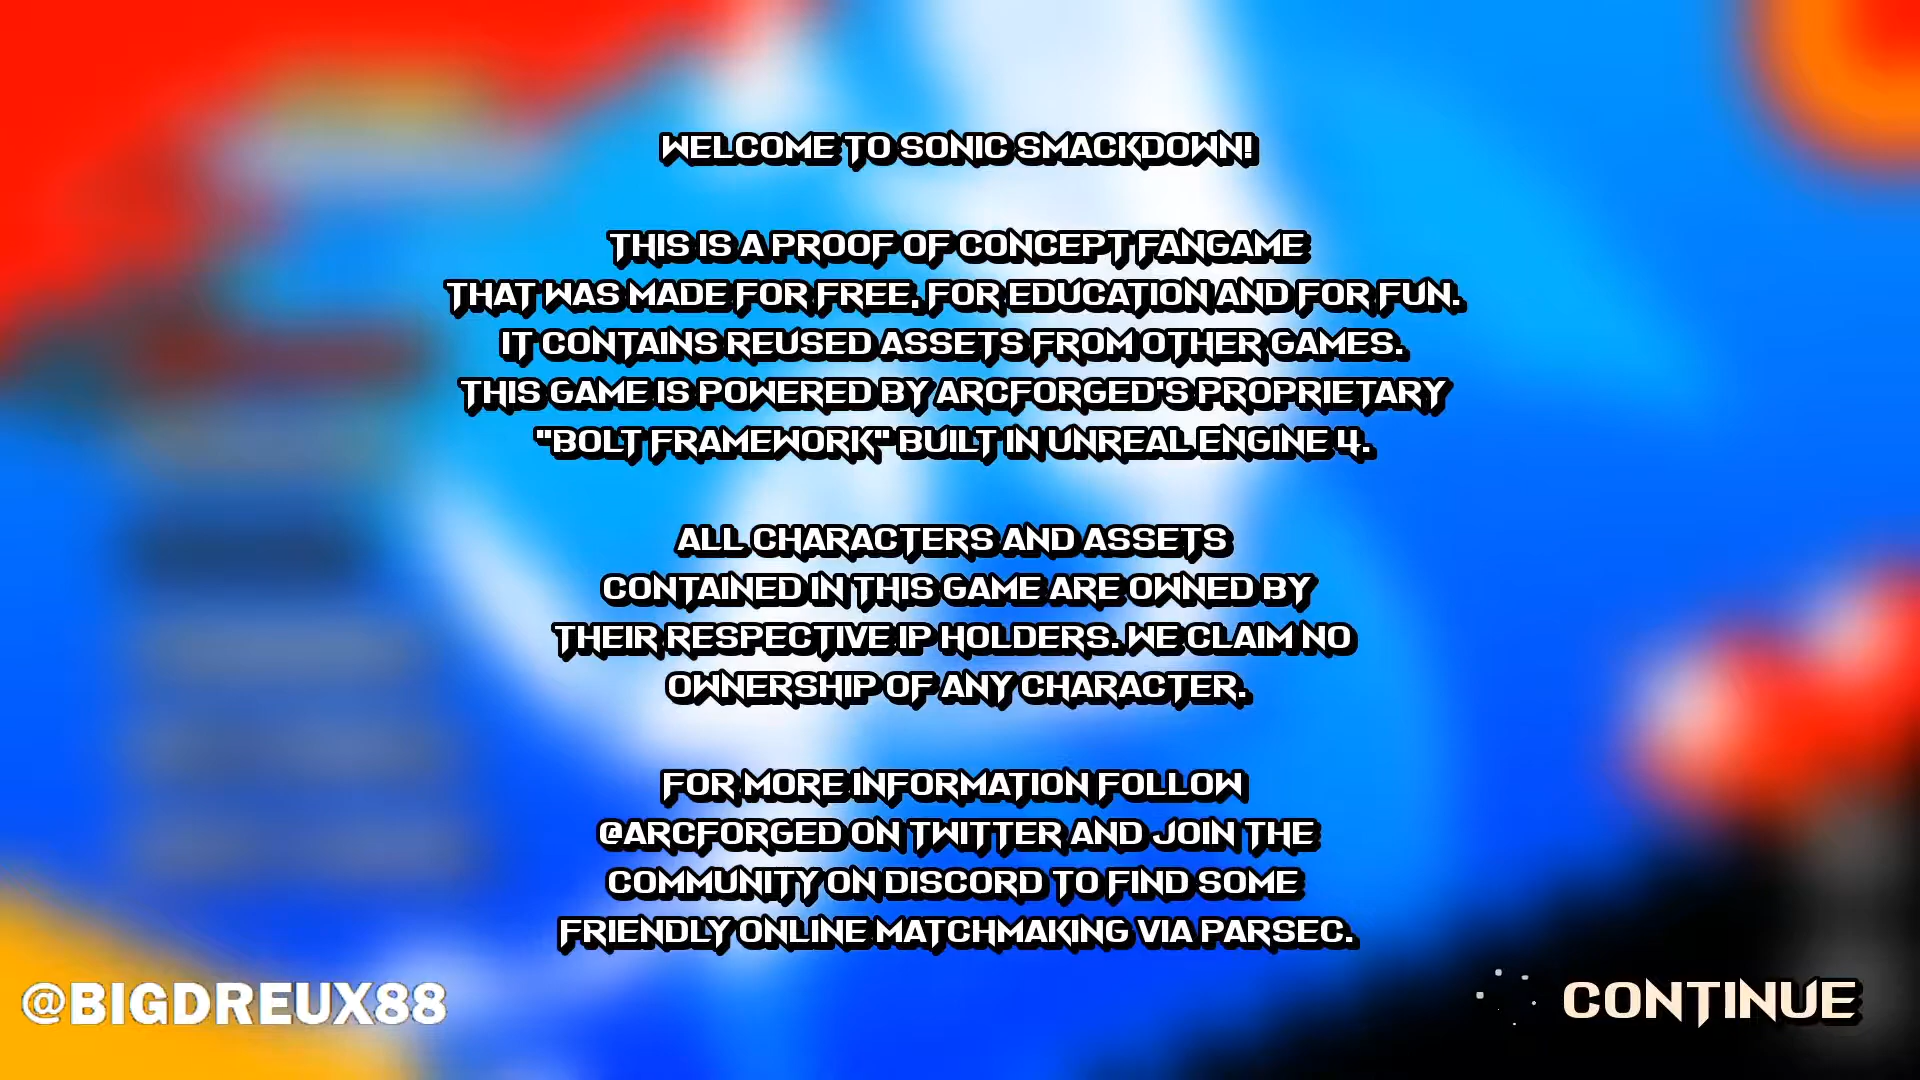 WELCOME TO SONIC SMACKDOWN!
THIS IS A PROOF OF CONCEPT FANGAME
THAT WAS MADE FOR FREE, FOR EDUCATION AND FOR FUN.
IT CONTAINS REUSED ASSETS FROM OTHER GAMES.
THIS GAME IS POWERED BY ARCFORGED'S PROPRIETARY
"BOLT FRAMEWORK" BUILT IN UNREAL ENGINE 4.
ALL CHARACTERS AND ASSETS
CONTAINED IN THIS GAME ARE OWNED BY
THEIR RESPECTIVE IP HOLDERS. WE CLAIM NO
OWNERSHIP OF ANY CHARACTER.
FOR MORE INFORMATION FOLLOW
@ARCFORGED ON TWITTER AND JOIN THE
COMMUNITY ON DISCORD TO FIND SOME
FRIENDLY ONLINE MATCHMAKING VIA PARSEC.
@BIGDREUX88
CONTINUE